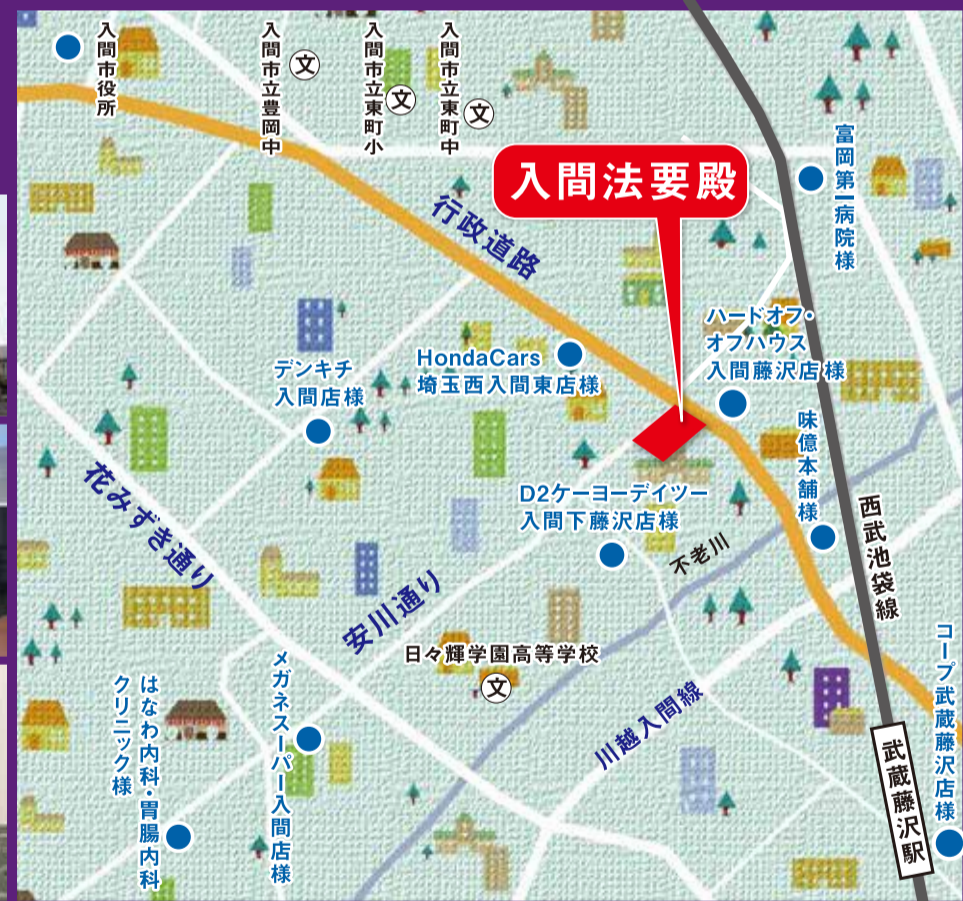 入間市役所
入間市立豊岡中
文
入間市立東町小
文
入間市立東町中
文
入間法要殿
富岡第一病院様
行政道路
ハードオフ・
オフハウス
入間藤沢店様
HondaCars
埼玉西入間東店様
デンキチ
入間店様
味億本舗様
花みずき通り
D2ケーヨーデイツー
入間下藤沢店様
西武池袋線
不老川
安川通り
日々輝学園高等学校
文
コープ武蔵藤沢店様
メガネスーパー入間店様
はなわ内科・胃腸内科
クリニック様
川越入間線
武蔵藤沢駅